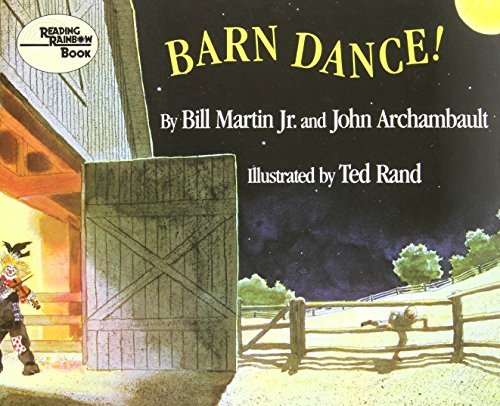 READING
RAINBOW
BOOK
BARN DANCE!
By Bill Martin Jr. and John Archambault
Illustrated by Ted Rand